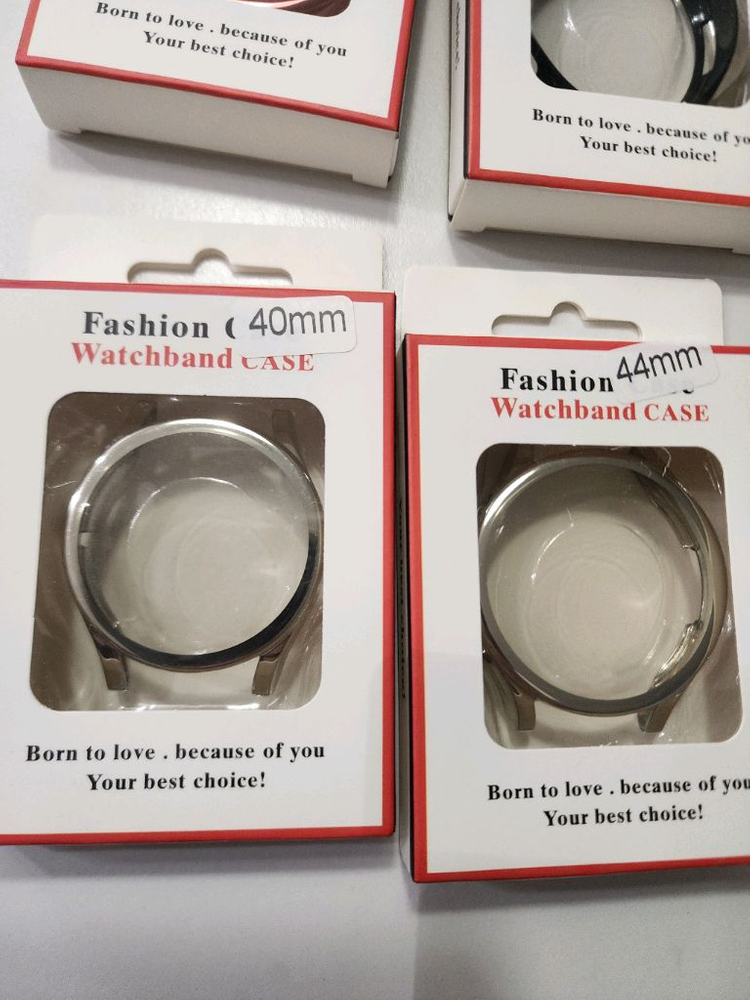 Born to love . because of you
Your best choice!
Born to love . because of yo
Your best choice!
Fashion
40mm
Watchband CASE
Born to love . because of you
Your best choice!
Fashion
44mm
Watchband CASE
Born to love . because of you
Your best choice!